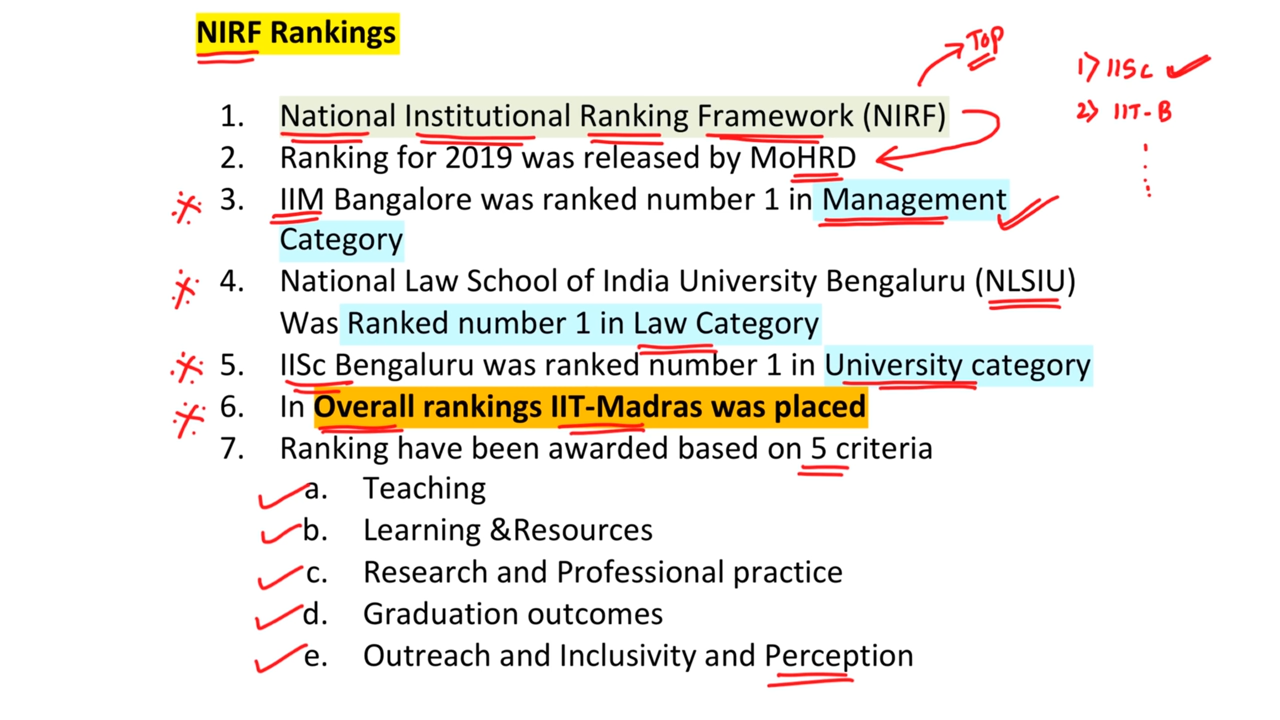 NIRF Rankings
Top
1) IISc
2) IIT-B
1. National Institutional Ranking Framework (NIRF)
2. Ranking for 2019 was released by MoHRD
3. IIM Bangalore was ranked number 1 in Management
Category
4. National Law School of India University Bengaluru (NLSIU)
Was Ranked number 1 in Law Category
5. IISc Bengaluru was ranked number 1 in University category
6. In Overall rankings IIT-Madras was placed
7. Ranking have been awarded based on 5 criteria
a. Teaching
b. Learning &Resources
c. Research and Professional practice
d. Graduation outcomes
e. Outreach and Inclusivity and Perception